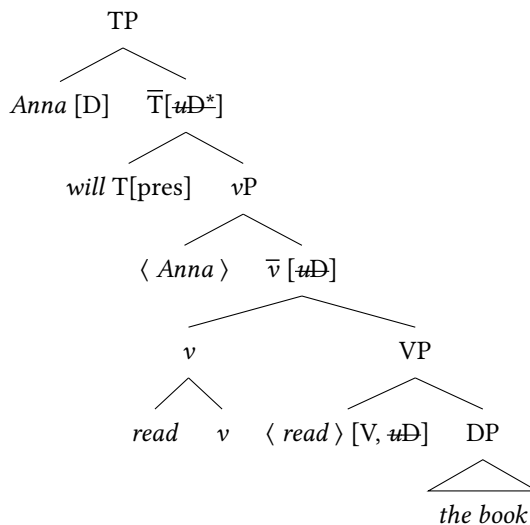 TP
Anna [D] T̅[uD*]
will T[pres] vP
⟨ Anna ⟩ v̅ [uD]
v VP
read v ⟨ read ⟩ [V, uD] DP
the book